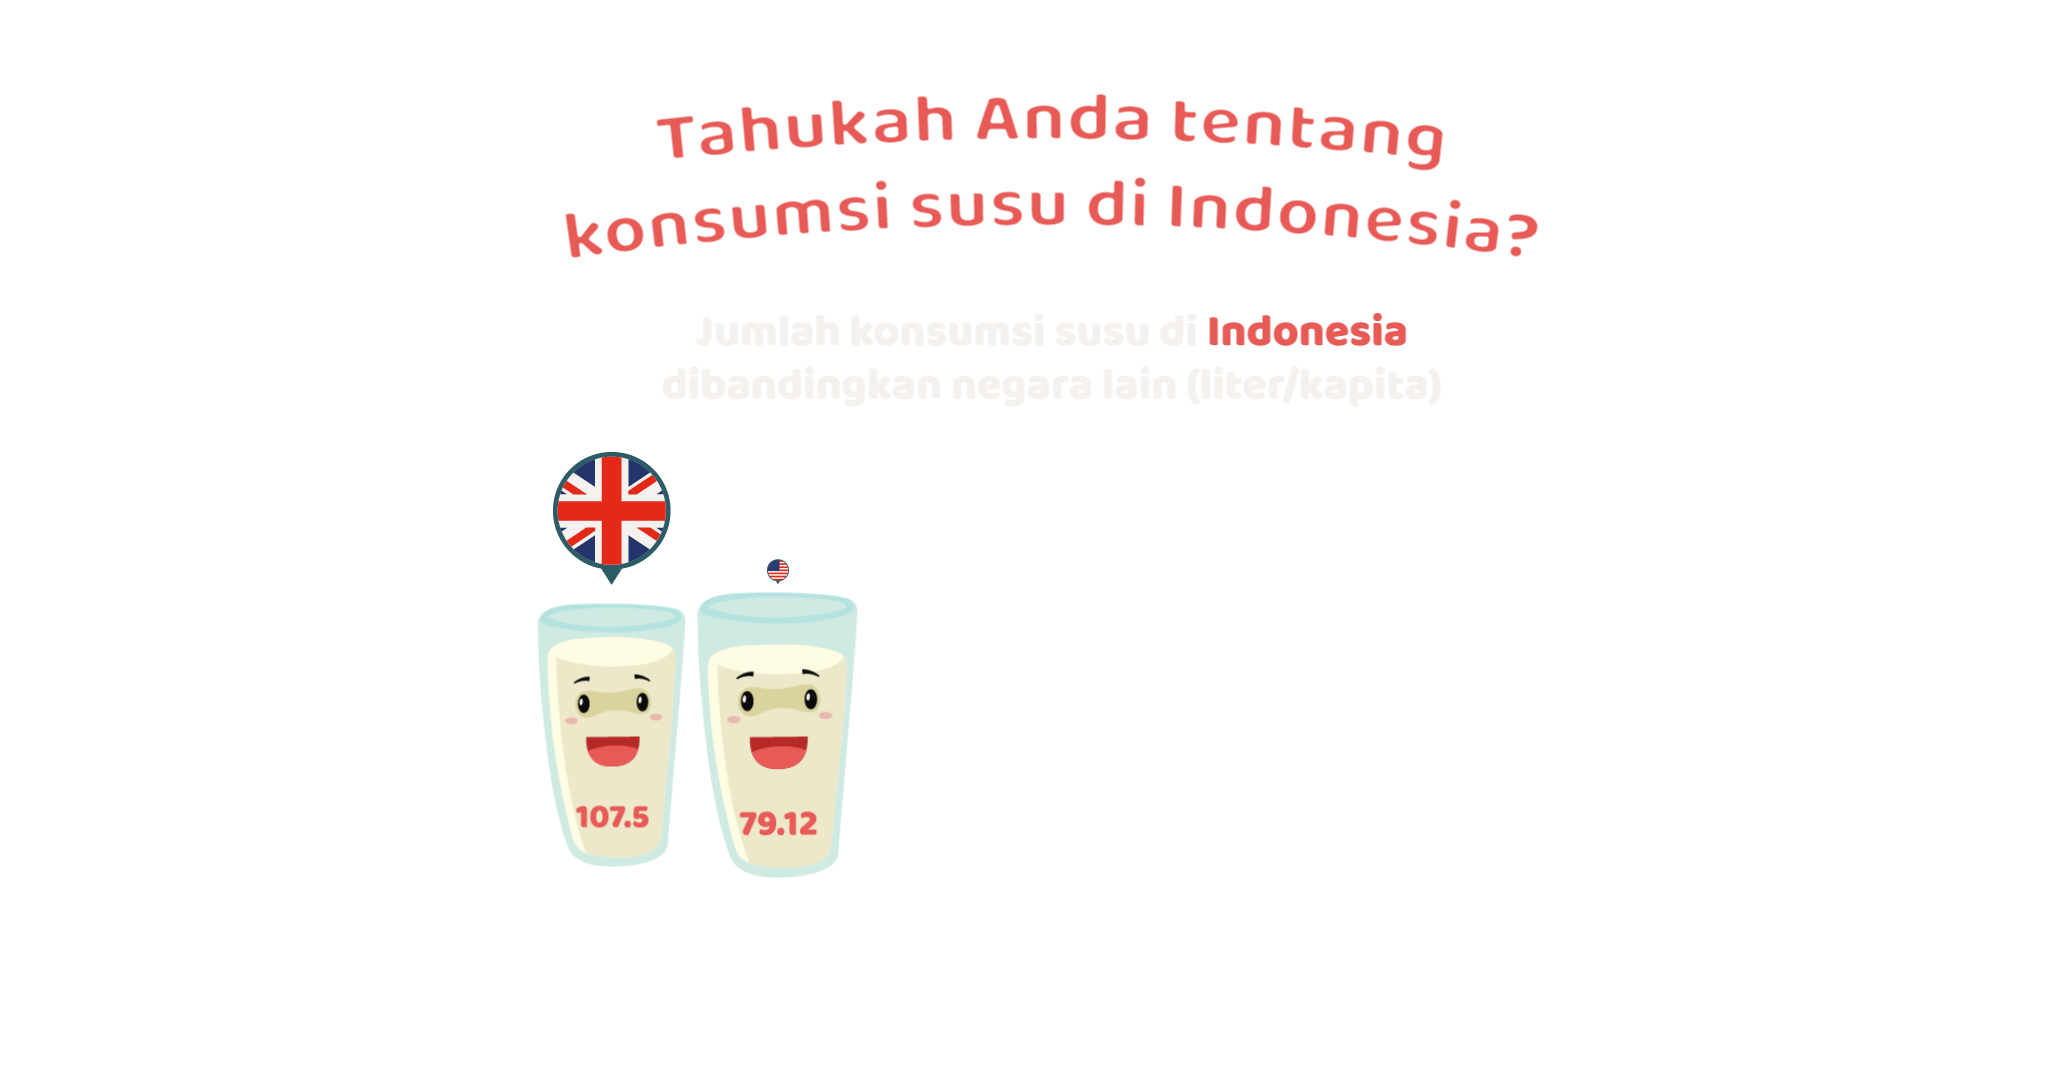 Tahukah Anda tentang
konsumsi susu di Indonesia?
Jumlah konsumsi susu di Indonesia
dibandingkan negara lain (liter/kapita)
107.5
79.12